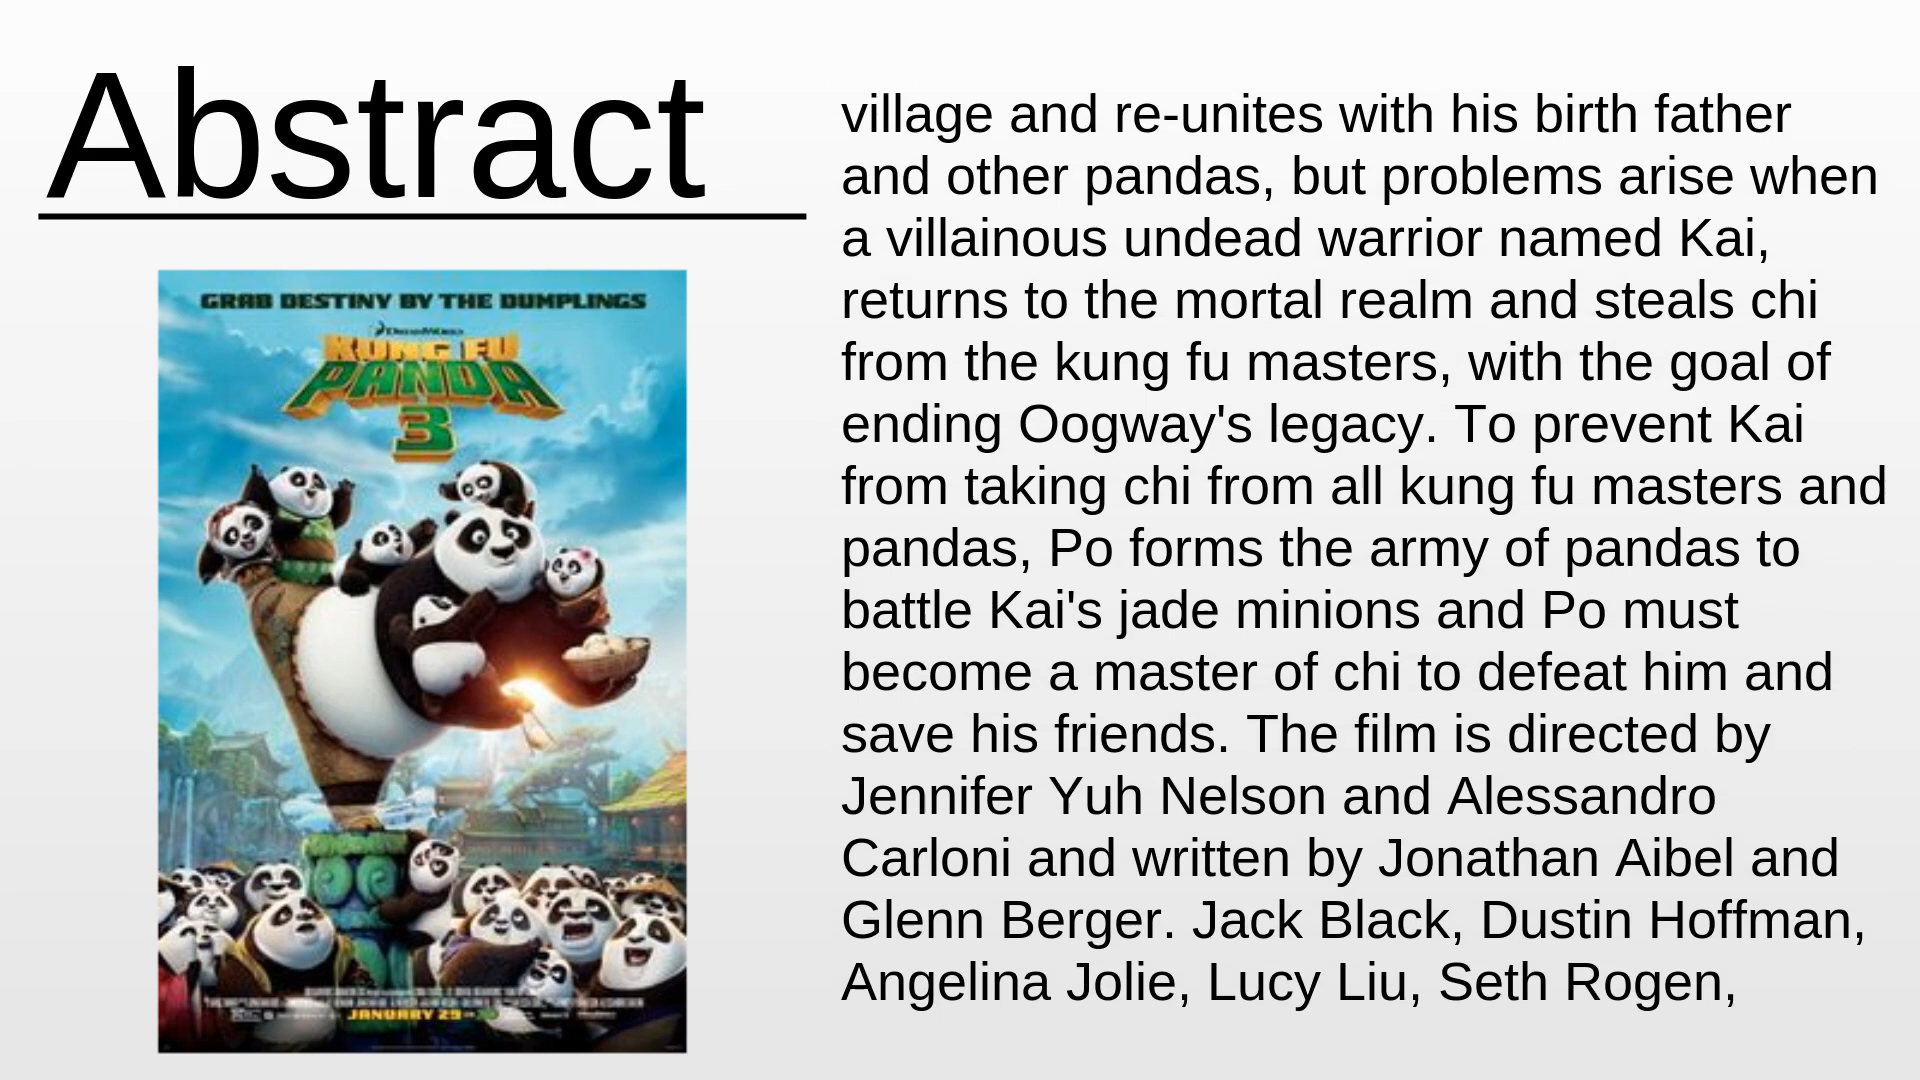 Abstract
GRAB DESTINY BY THE DUMPLINGS
DreamWorks
KUNG FU
PANDA
3
JANUARY 29
village and re-unites with his birth father
and other pandas, but problems arise when
a villainous undead warrior named Kai,
returns to the mortal realm and steals chi
from the kung fu masters, with the goal of
ending Oogway's legacy. To prevent Kai
from taking chi from all kung fu masters and
pandas, Po forms the army of pandas to
battle Kai's jade minions and Po must
become a master of chi to defeat him and
save his friends. The film is directed by
Jennifer Yuh Nelson and Alessandro
Carloni and written by Jonathan Aibel and
Glenn Berger. Jack Black, Dustin Hoffman,
Angelina Jolie, Lucy Liu, Seth Rogen,